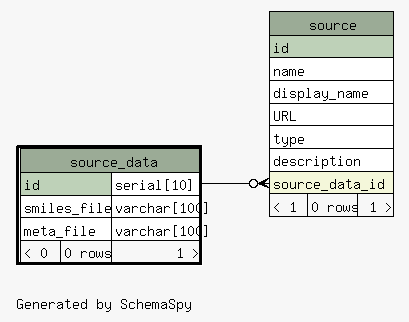 source
id
name
display_name
URL
type
description
source_data_id
< 1 0 rows 1 >
source_data
id serial[10]
smiles_file varchar[100]
meta_file varchar[100]
< 0 0 rows 1 >
Generated by SchemaSpy